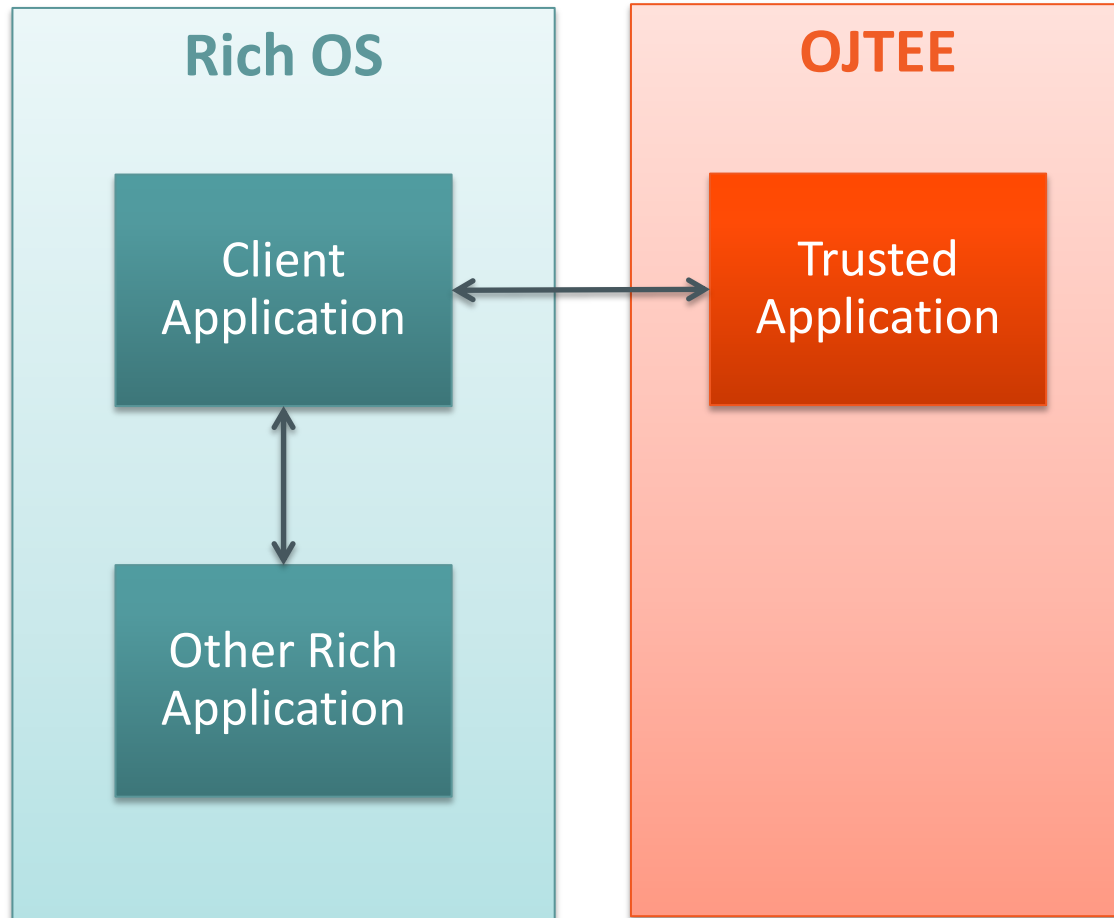 Rich OS
OJTEE
Client
Application
Trusted
Application
Other Rich
Application